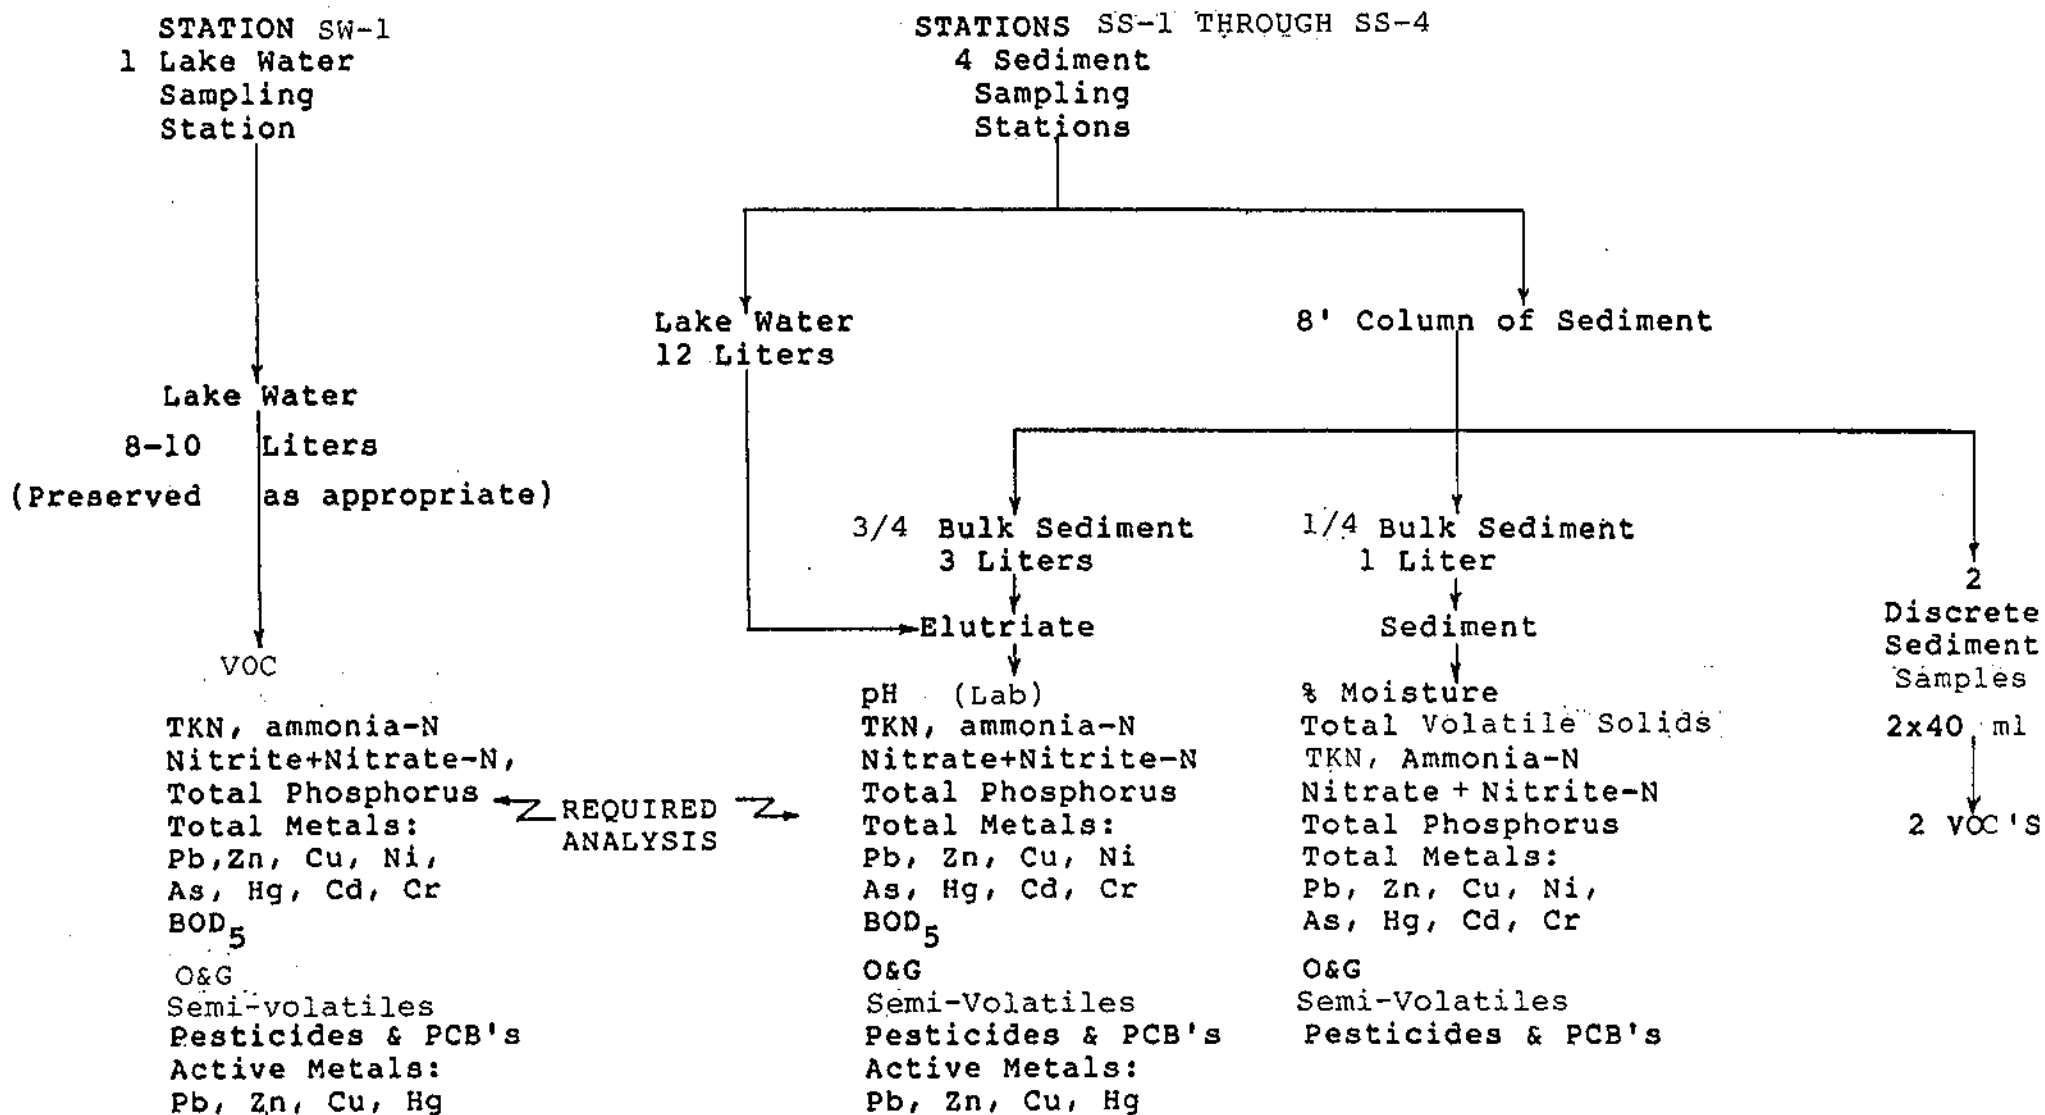 STATION SW-1
1 Lake Water
Sampling
Station
STATIONS SS-1 THROUGH SS-4
4 Sediment
Sampling
Stations
Lake Water
12 Liters
8' Column of Sediment
Lake Water
8-10 Liters
(Preserved as appropriate)
3/4 Bulk Sediment
3 Liters
1/4 Bulk Sediment
1 Liter
2
Discrete
Sediment
Samples
2x40 ml
2 VOC'S
Elutriate
Sediment
VOC
TKN, ammonia-N
Nitrite+Nitrate-N,
Total Phosphorus
Total Metals:
Pb,Zn, Cu, Ni,
As, Hg, Cd, Cr
BOD5
O&G
Semi-volatiles
Pesticides & PCB's
Active Metals:
Pb, Zn, Cu, Hg
REQUIRED
ANALYSIS
pH (Lab)
TKN, ammonia-N
Nitrate+Nitrite-N
Total Phosphorus
Total Metals:
Pb, Zn, Cu, Ni
As, Hg, Cd, Cr
BOD5
O&G
Semi-Volatiles
Pesticides & PCB's
Active Metals:
Pb, Zn, Cu, Hg
% Moisture
Total Volatile Solids
TKN, Ammonia-N
Nitrate + Nitrite-N
Total Phosphorus
Total Metals:
Pb, Zn, Cu, Ni,
As, Hg, Cd, Cr
O&G
Semi-Volatiles
Pesticides & PCB's